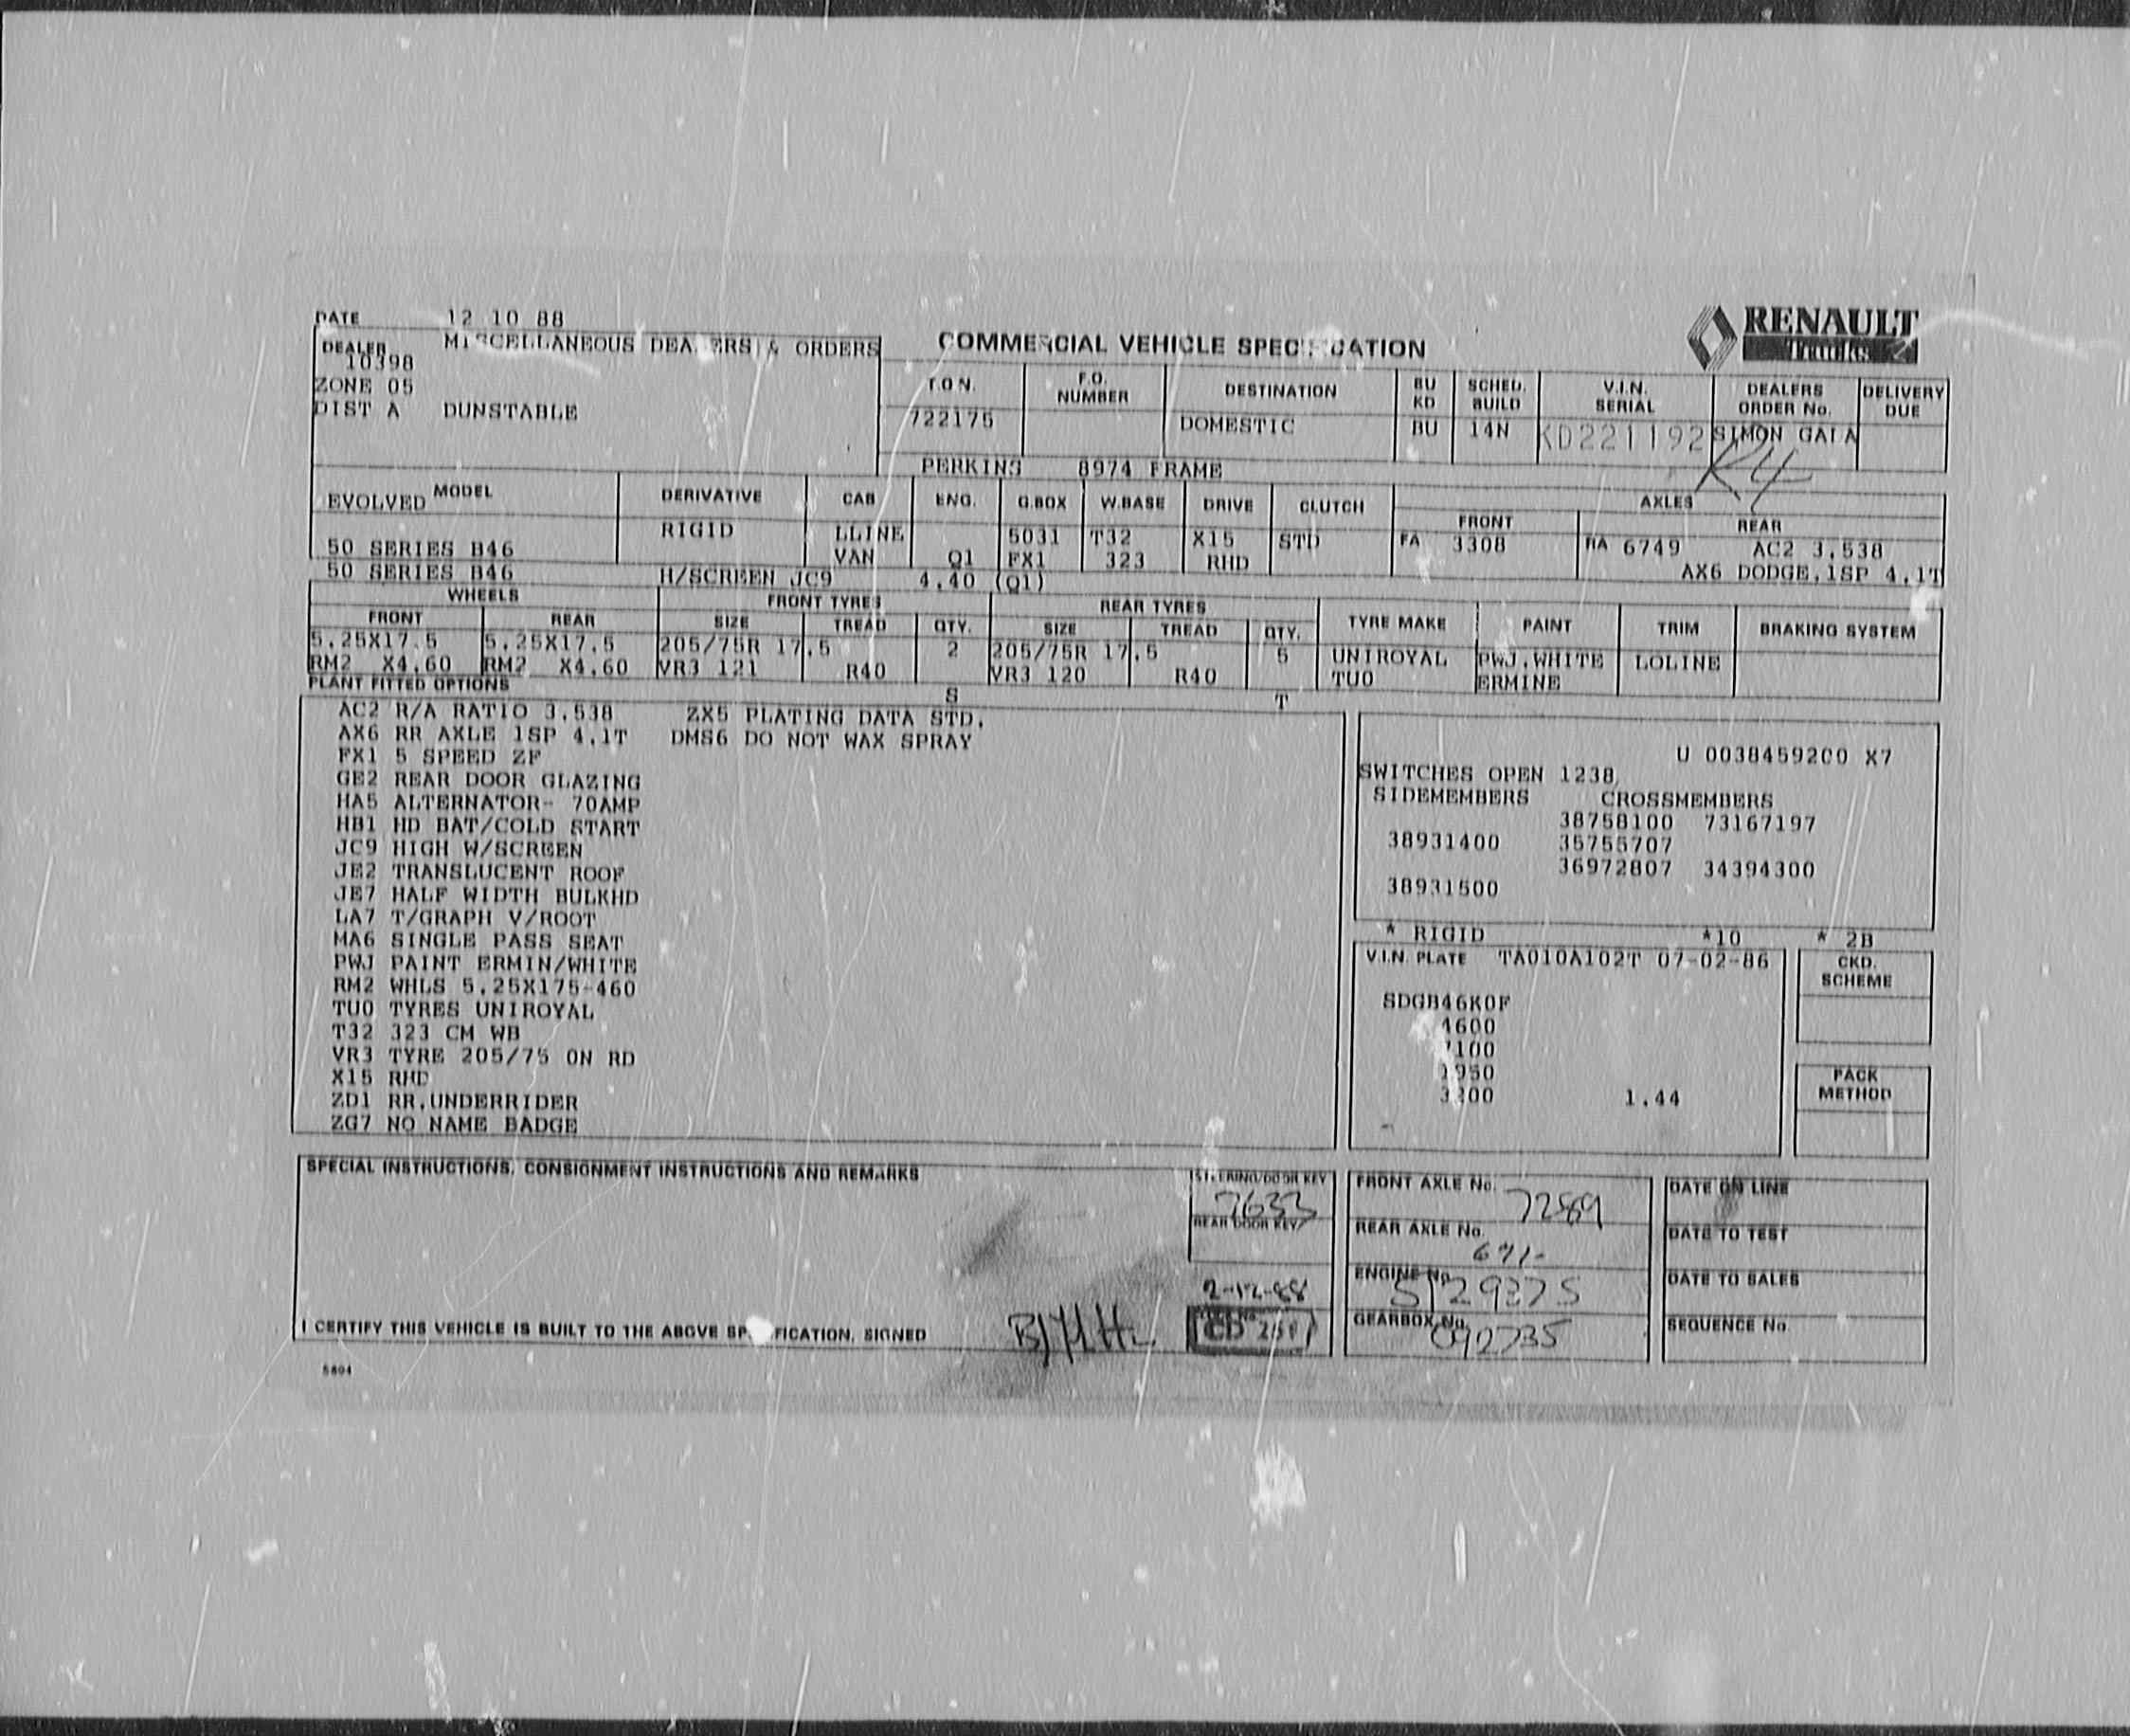 DATE 12 10 88
RENAULT
Trucks
DEALER MISCELLANEOUS DEA ERS & ORDERS
10398
COMMERCIAL VEHICLE SPEC CATION
ZONE 05
DIST A DUNSTABLE
T.O.N. F.O. NUMBER DESTINATION BU KD SCHED. BUILD V.I.N. SERIAL DEALERS ORDER No. DELIVERY DUE
722175 DOMESTIC BU 14N KD221192 SIMON GAIA
PERKINS 8974 FRAME
R4
MODEL DERIVATIVE CAB ENG. G.BOX W.BASE DRIVE CLUTCH AXLES
EVOLVED FRONT REAR
RIGID LLINE 5031 T32 X15 STD FA 3308 RA 6749 AC2 3.538
50 SERIES B46 VAN Q1 FX1 323 RHD
50 SERIES B46 H/SCREEN JC9 4.40 (Q1) AX6 DODGE,1SP 4.1T
WHEELS FRONT TYRES REAR TYRES
FRONT REAR SIZE TREAD QTY. SIZE TREAD QTY. TYRE MAKE PAINT TRIM BRAKING SYSTEM
5.25X17.5 5.25X17.5 205/75R 17.5 2 205/75R 17.5 5 UNIROYAL PWJ.WHITE LOLINE
RM2 X4.60 RM2 X4.60 VR3 121 R40 VR3 120 R40 TU0 ERMINE
PLANT FITTED OPTIONS S T
AC2 R/A RATIO 3.538 ZX5 PLATING DATA STD.
AX6 RR AXLE 1SP 4.1T DMS6 DO NOT WAX SPRAY
FX1 5 SPEED ZF
GE2 REAR DOOR GLAZING
HA5 ALTERNATOR- 70AMP
HB1 HD BAT/COLD START
JC9 HIGH W/SCREEN
JE2 TRANSLUCENT ROOF
JE7 HALF WIDTH BULKHD
LA7 T/GRAPH V/ROOT
MA6 SINGLE PASS SEAT
PWJ PAINT ERMIN/WHITE
RM2 WHLS 5.25X175-460
TU0 TYRES UNIROYAL
T32 323 CM WB
VR3 TYRE 205/75 ON RD
X15 RHD
ZD1 RR.UNDERRIDER
ZG7 NO NAME BADGE
U 0038459200 X7
SWITCHES OPEN 1238,
SIDEMEMBERS CROSSMEMBERS
38758100 73167197
38931400 35755707
36972807 34394300
38931500
* RIGID *10 * 2B
V.I.N. PLATE TA010A102T 07-02-86
CKD. SCHEME
SDGB46K0F
4600
100
1950
3200 1.44
PACK METHOD
SPECIAL INSTRUCTIONS, CONSIGNMENT INSTRUCTIONS AND REMARKS
STEERING/DOOR KEY
7633
REAR DOOR KEY
2-12-88
FRONT AXLE No. 7289
REAR AXLE No. 671-
ENGINE No.
GEARBOX No. 092735
DATE ON LINE
DATE TO TEST
DATE TO SALES
SEQUENCE No.
I CERTIFY THIS VEHICLE IS BUILT TO THE ABOVE SP FICATION, SIGNED
5804